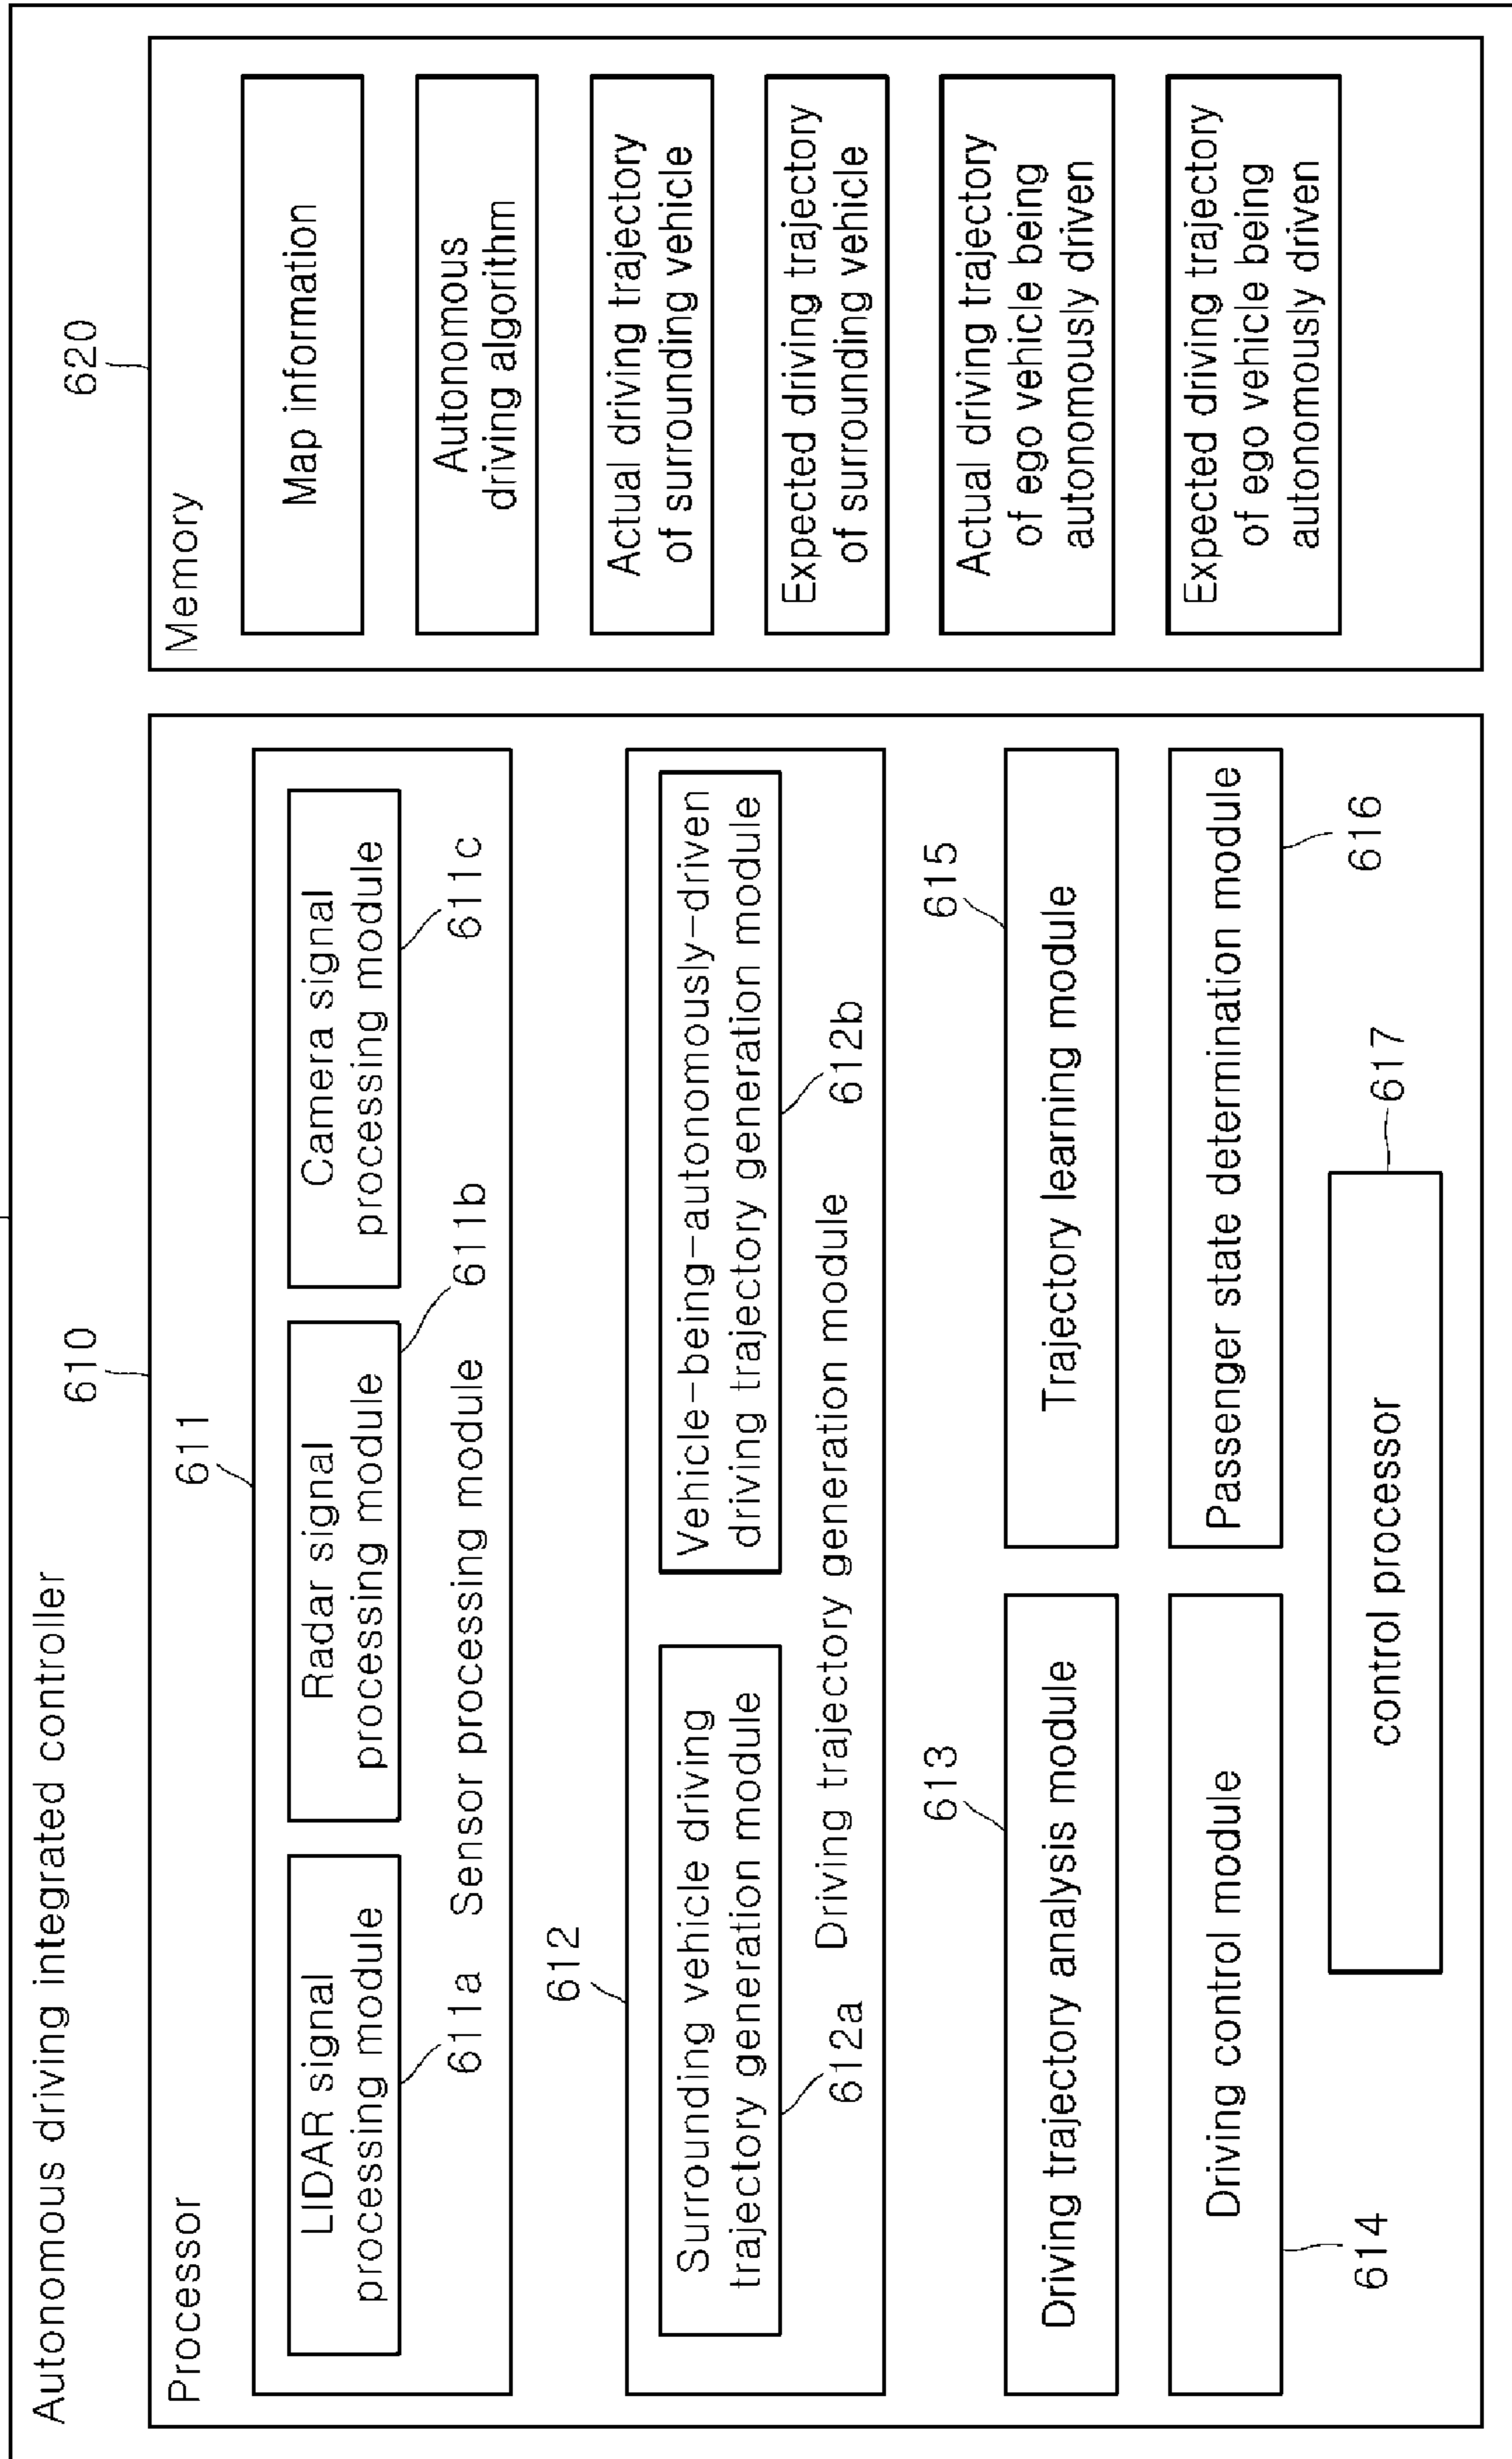 Autonomous driving integrated controller
610
Processor
611
LIDAR signal
processing module
Radar signal
processing module
Camera signal
processing module
611a
Sensor processing module
611b
611c
612
Surrounding vehicle driving
trajectory generation module
Vehicle-being-autonomously-driven
driving trajectory generation module
612a
Driving trajectory generation module
612b
613
Driving trajectory analysis module
615
Trajectory learning module
Driving control module
614
Passenger state determination module
616
control processor
617
620
Memory
Map information
Autonomous
driving algorithm
Actual driving trajectory
of surrounding vehicle
Expected driving trajectory
of surrounding vehicle
Actual driving trajectory
of ego vehicle being
autonomously driven
Expected driving trajectory
of ego vehicle being
autonomously driven